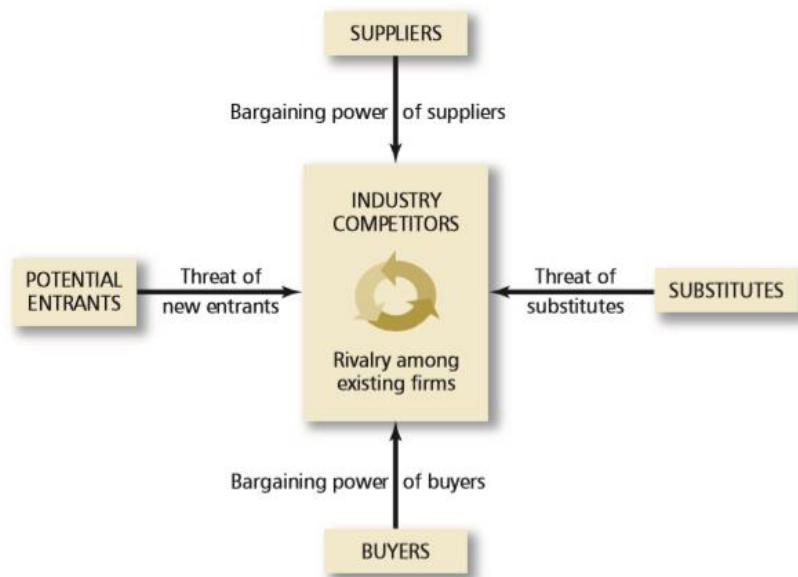 SUPPLIERS
Bargaining power of suppliers
INDUSTRY
COMPETITORS
POTENTIAL
ENTRANTS
Threat of
new entrants
Threat of
substitutes
SUBSTITUTES
Rivalry among
existing firms
Bargaining power of buyers
BUYERS